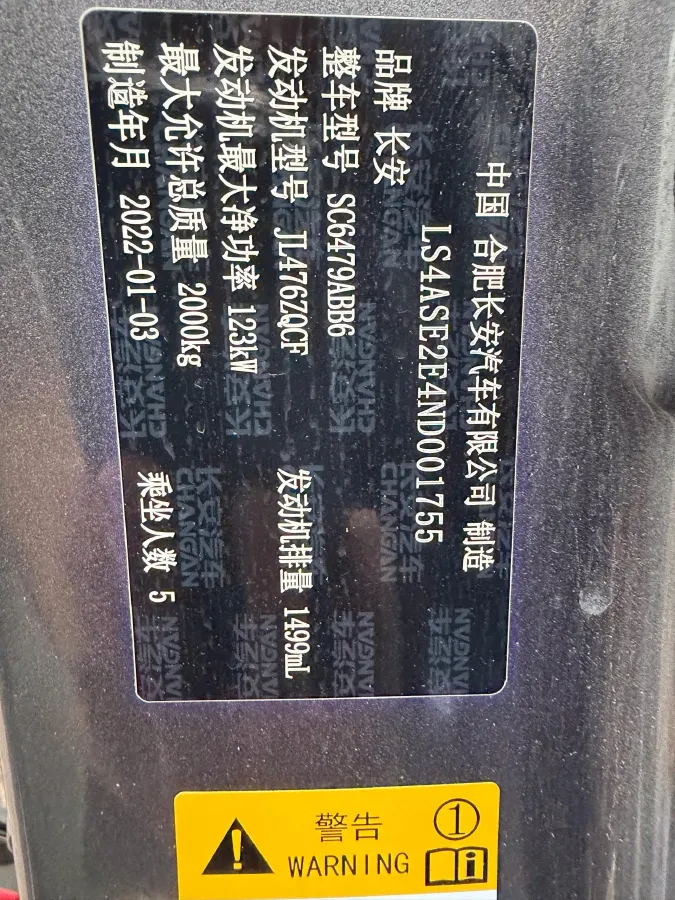 中国 合肥长安汽车有限公司 制造
LS4ASE2E4ND001755
品牌 长安
整车型号 SC6479ABB6
发动机型号 JL476ZQCF 发动机排量 1499mL
发动机最大净功率 123kW
最大允许总质量 2000kg
制造年月 2022-01-03 乘坐人数 5
警告 ①
WARNING